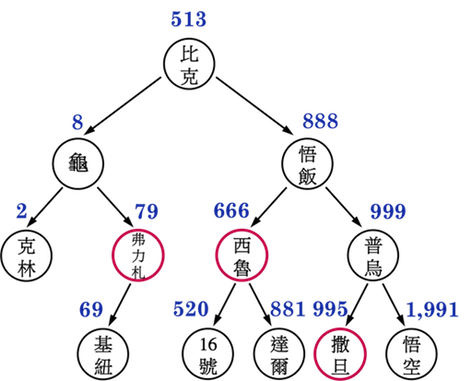 513
比
克
8
龜
888
悟
飯
2
克
林
79
弗
力
札
666
西
魯
999
普
烏
69
基
紐
520
16
號
881
達
爾
995
撒
旦
1,991
悟
空